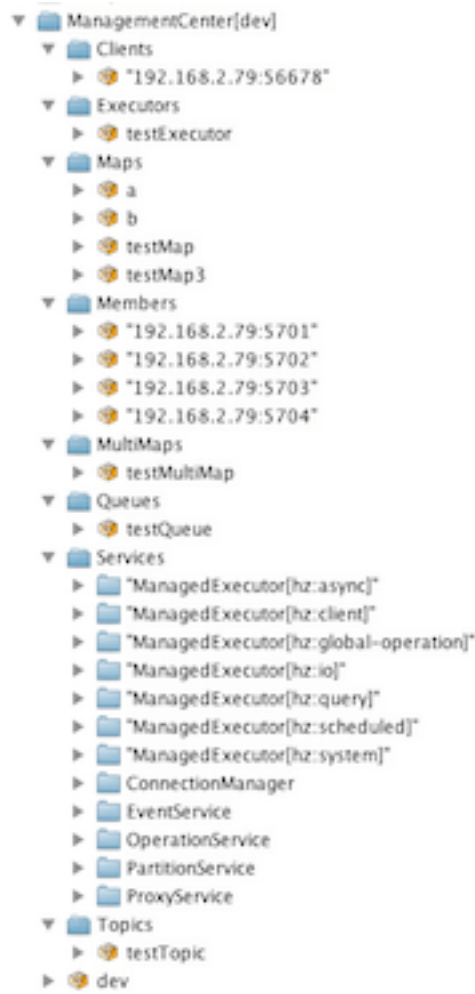 ManagementCenter[dev]
Clients
"192.168.2.79:56678"
Executors
testExecutor
Maps
a
b
testMap
testMap3
Members
"192.168.2.79:5701"
"192.168.2.79:5702"
"192.168.2.79:5703"
"192.168.2.79:5704"
MultiMaps
testMultiMap
Queues
testQueue
Services
"ManagedExecutor[hz:async]"
"ManagedExecutor[hz:client]"
"ManagedExecutor[hz:global-operation]"
"ManagedExecutor[hz:io]"
"ManagedExecutor[hz:query]"
"ManagedExecutor[hz:scheduled]"
"ManagedExecutor[hz:system]"
ConnectionManager
EventService
OperationService
PartitionService
ProxyService
Topics
testTopic
dev